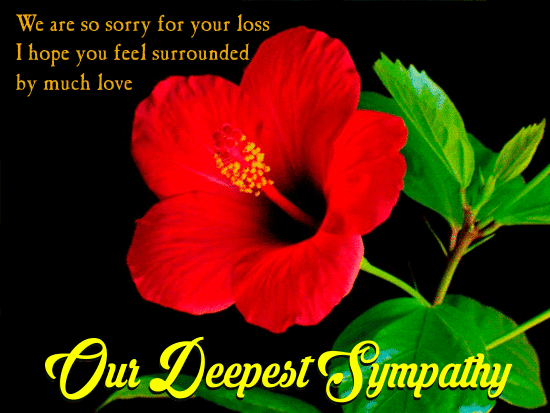 We are so sorry for your loss
I hope you feel surrounded
by much love
Our Deepest Sympathy